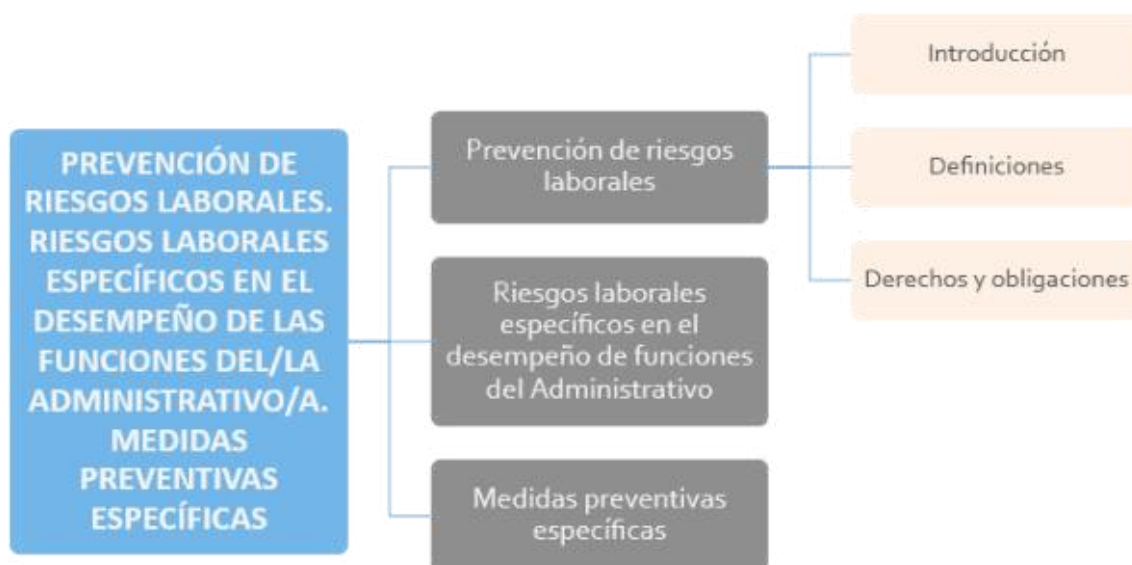 PREVENCIÓN DE
RIESGOS LABORALES.
RIESGOS LABORALES
ESPECÍFICOS EN EL
DESEMPEÑO DE LAS
FUNCIONES DEL/LA
ADMINISTRATIVO/A.
MEDIDAS
PREVENTIVAS
ESPECÍFICAS
Prevención de riesgos
laborales
Introducción
Definiciones
Derechos y obligaciones
Riesgos laborales
específicos en el
desempeño de funciones
del Administrativo
Medidas preventivas
específicas